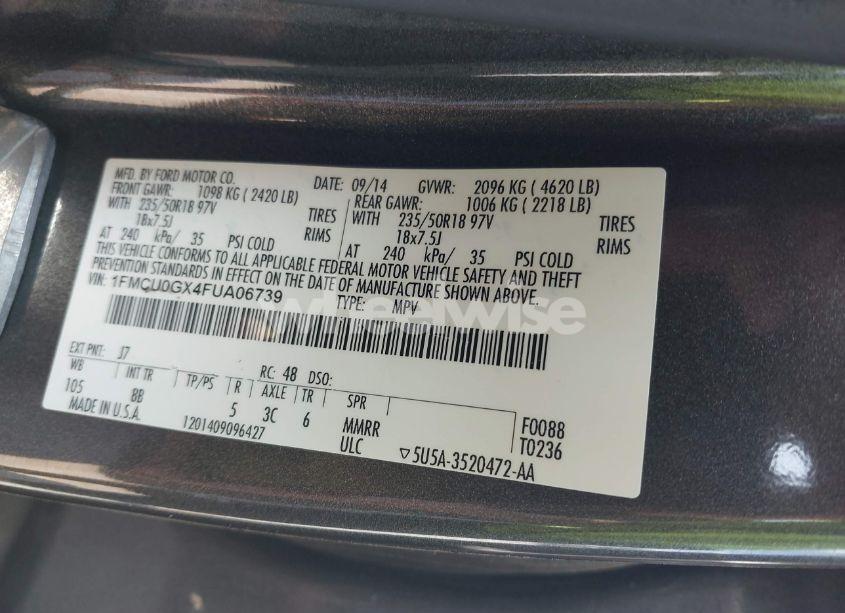 MFD. BY FORD MOTOR CO. DATE: 09/14 GVWR: 2096 KG ( 4620 LB)
FRONT GAWR: 1098 KG ( 2420 LB) REAR GAWR: 1006 KG ( 2218 LB)
WITH 235/50R18 97V TIRES WITH 235/50R18 97V TIRES
18x7.5J RIMS 18x7.5J RIMS
AT 240 kPa/ 35 PSI COLD AT 240 kPa/ 35 PSI COLD
THIS VEHICLE CONFORMS TO ALL APPLICABLE FEDERAL MOTOR VEHICLE SAFETY AND THEFT
PREVENTION STANDARDS IN EFFECT ON THE DATE OF MANUFACTURE SHOWN ABOVE.
VIN: 1FMCU0GX4FUA06739 TYPE: MPV
wheelwise
EXT PNT: J7 RC: 48 DSO:
WB INT TR TP/PS R AXLE TR SPR
105 8B 5 3C 6 MMRR F0088
MADE IN U.S.A. 1201409096427 ULC T0236
▽5U5A-3520472-AA